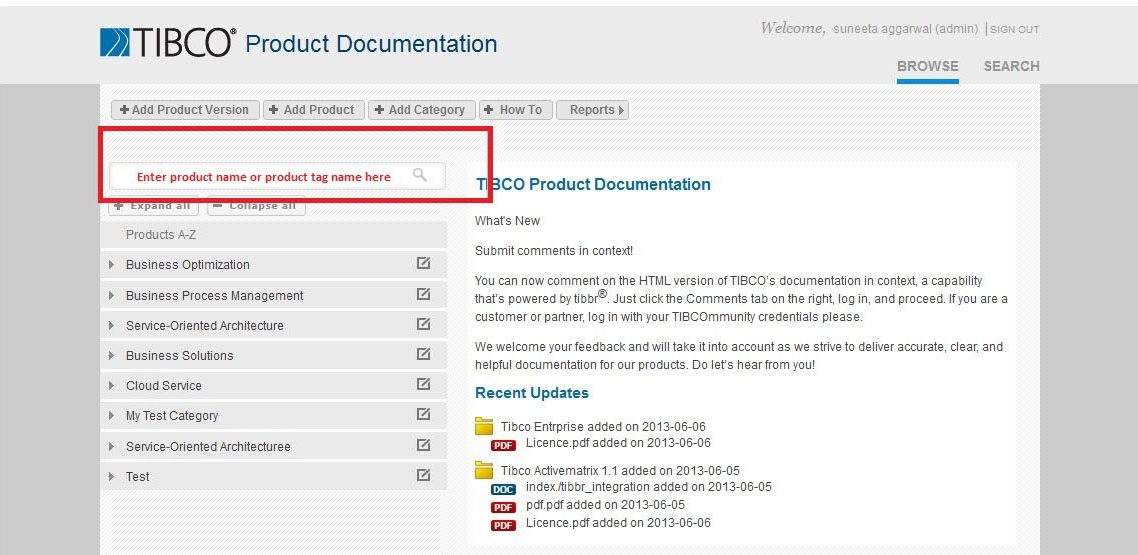 TIBCO® Product Documentation
Welcome, suneeta aggarwal (admin) | SIGN OUT
BROWSE SEARCH
+ Add Product Version + Add Product + Add Category + How To Reports
Enter product name or product tag name here
+ Expand all − Collapse all
Products A-Z
Business Optimization
Business Process Management
Service-Oriented Architecture
Business Solutions
Cloud Service
My Test Category
Service-Oriented Architecturee
Test
TIBCO Product Documentation
What's New
Submit comments in context!
You can now comment on the HTML version of TIBCO's documentation in context, a capability
that's powered by tibbr®. Just click the Comments tab on the right, log in, and proceed. If you are a
customer or partner, log in with your TIBCOmmunity credentials please.
We welcome your feedback and will take it into account as we strive to deliver accurate, clear, and
helpful documentation for our products. Do let's hear from you!
Recent Updates
Tibco Entrprise added on 2013-06-06
PDF Licence.pdf added on 2013-06-06
Tibco Activematrix 1.1 added on 2013-06-05
DOC index./tibbr_integration added on 2013-06-05
PDF pdf.pdf added on 2013-06-05
PDF Licence.pdf added on 2013-06-06